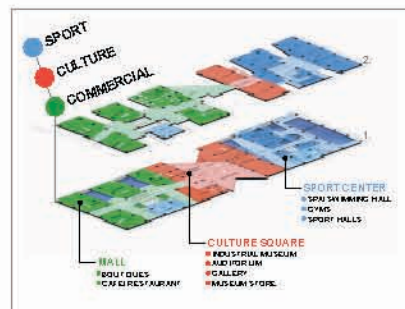 SPORT
CULTURE
COMMERCIAL
2.
1.
SPORT CENTER
SPA/SWIMMING HALL
GYMS
SPORT HALLS
CULTURE SQUARE
INDUSTRIAL MUSEUM
AUDITORIUM
GALLERY
MUSEUM STORE
MALL
BOUTIQUES
CAFE/RESTAURANT